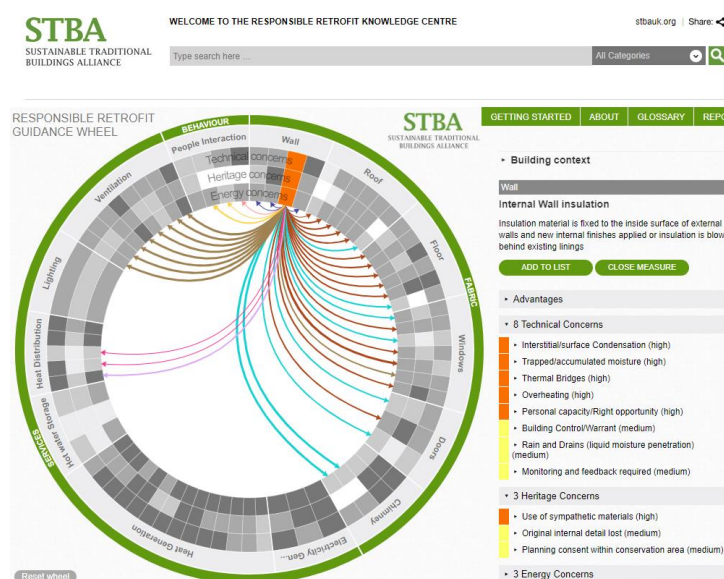 STBA
SUSTAINABLE TRADITIONAL
BUILDINGS ALLIANCE
WELCOME TO THE RESPONSIBLE RETROFIT KNOWLEDGE CENTRE
stbauk.org | Share:
Type search here ...
All Categories
RESPONSIBLE RETROFIT
GUIDANCE WHEEL
STBA
SUSTAINABLE TRADITIONAL
BUILDINGS ALLIANCE
BEHAVIOUR
People Interaction
Wall
Roof
Floor
FABRIC
Windows
Doors
Chimney
Electricity Gen...
Heat Generation
Hot water Storage
SERVICES
Heat Distribution
Lighting
Ventilation
Technical concerns
Heritage concerns
Energy concerns
Reset wheel
GETTING STARTED
ABOUT
GLOSSARY
REPO
Building context
Wall
Internal Wall insulation
Insulation material is fixed to the inside surface of external
walls and new internal finishes applied or insulation is blow
behind existing linings
ADD TO LIST
CLOSE MEASURE
Advantages
8 Technical Concerns
Interstitial/surface Condensation (high)
Trapped/accumulated moisture (high)
Thermal Bridges (high)
Overheating (high)
Personal capacity/Right opportunity (high)
Building Control/Warrant (medium)
Rain and Drains (liquid moisture penetration)
(medium)
Monitoring and feedback required (medium)
3 Heritage Concerns
Use of sympathetic materials (high)
Original internal detail lost (medium)
Planning consent within conservation area (medium)
3 Energy Concerns